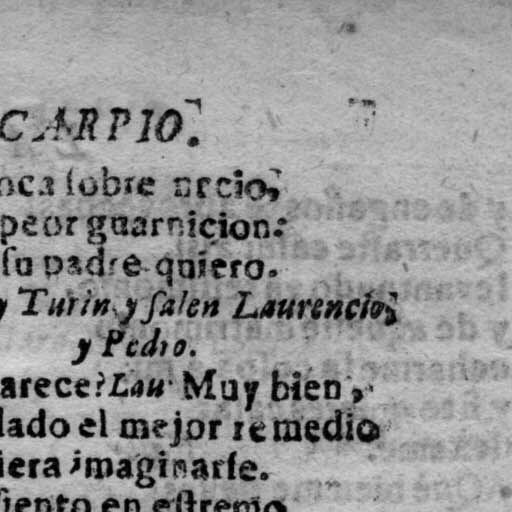 CARPIO.
ſobre necio,
peor guarnicion:
ſu padre quiero.
y Turin, y ſalen Laurencio,
y Pedro.
arece? Lau. Muy bien,
lado el mejor remedio
iera imaginarſe.
ſiento en eſtremo